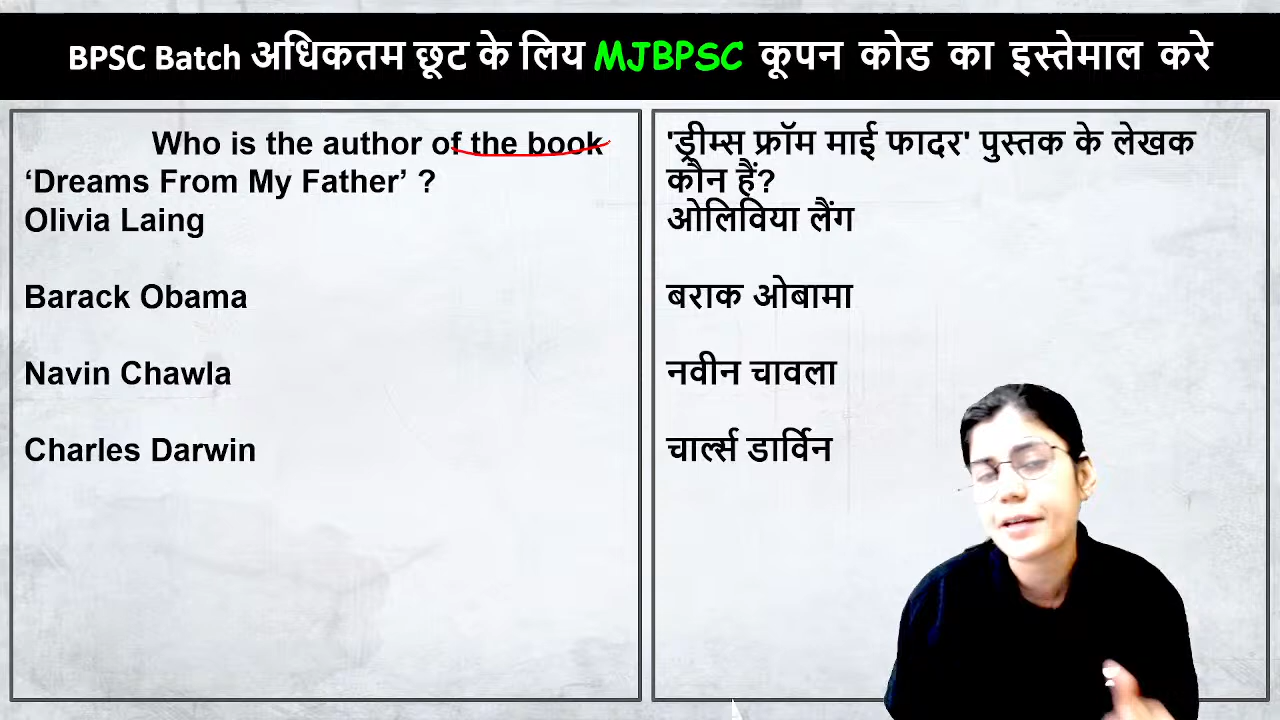 BPSC Batch अधिकतम छूट के लिय MJBPSC कूपन कोड का इस्तेमाल करे
Who is the author of the book
‘Dreams From My Father’ ?
Olivia Laing
Barack Obama
Navin Chawla
Charles Darwin
'ड्रीम्स फ्रॉम माई फादर' पुस्तक के लेखक
कौन हैं?
ओलिविया लैंग
बराक ओबामा
नवीन चावला
चार्ल्स डार्विन